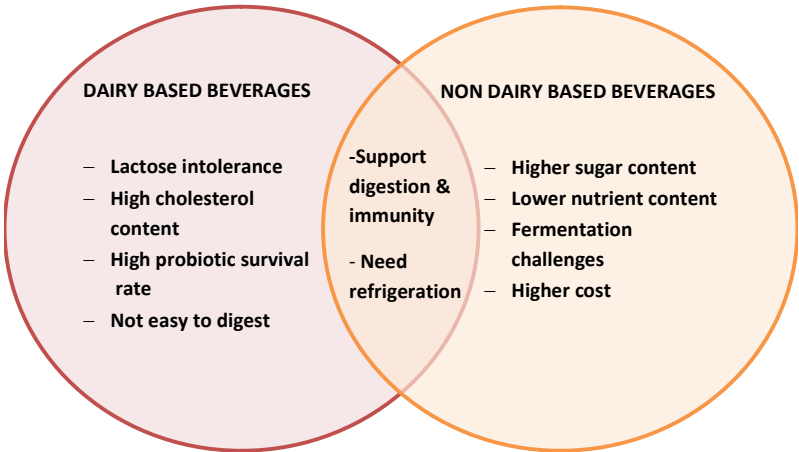 DAIRY BASED BEVERAGES
– Lactose intolerance
– High cholesterol
content
– High probiotic survival
rate
– Not easy to digest
-Support
digestion &
immunity
- Need
refrigeration
NON DAIRY BASED BEVERAGES
– Higher sugar content
– Lower nutrient content
– Fermentation
challenges
– Higher cost